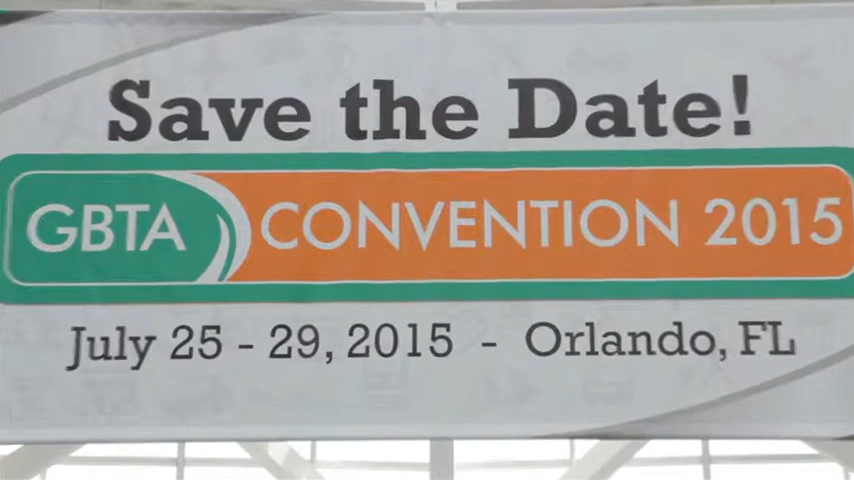 Save the Date!
GBTA CONVENTION 2015
July 25 - 29, 2015 - Orlando, FL